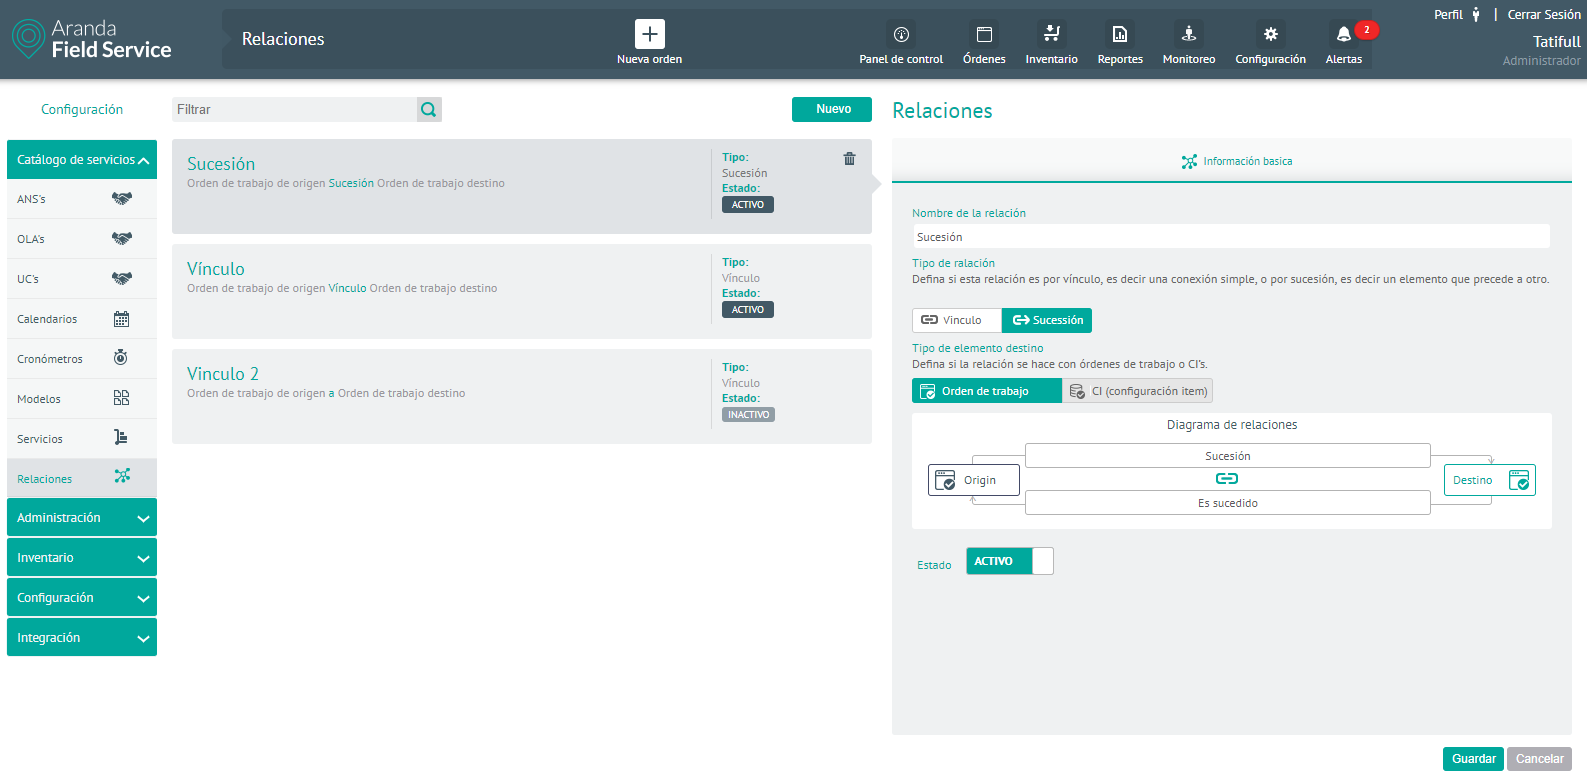 Aranda
Field Service
Relaciones
Nueva orden
Panel de control
Órdenes
Inventario
Reportes
Monitoreo
Configuración
Alertas
2
Perfil | Cerrar Sesión
Tatifull
Administrador
Configuración
Catálogo de servicios
ANS's
OLA's
UC's
Calendarios
Cronómetros
Modelos
Servicios
Relaciones
Administración
Inventario
Configuración
Integración
Filtrar
Nuevo
Sucesión
Orden de trabajo de origen Sucesión Orden de trabajo destino
Tipo:
Sucesión
Estado:
ACTIVO
Vínculo
Orden de trabajo de origen Vínculo Orden de trabajo destino
Tipo:
Vínculo
Estado:
ACTIVO
Vinculo 2
Orden de trabajo de origen a Orden de trabajo destino
Tipo:
Vínculo
Estado:
INACTIVO
Relaciones
Información basica
Nombre de la relación
Sucesión
Tipo de ralación
Defina si esta relación es por vínculo, es decir una conexión simple, o por sucesión, es decir un elemento que precede a otro.
Vinculo
Sucessión
Tipo de elemento destino
Defina si la relación se hace con órdenes de trabajo o CI's.
Orden de trabajo
CI (configuración item)
Diagrama de relaciones
Sucesión
Origin
Destino
Es sucedido
Estado
ACTIVO
Guardar
Cancelar